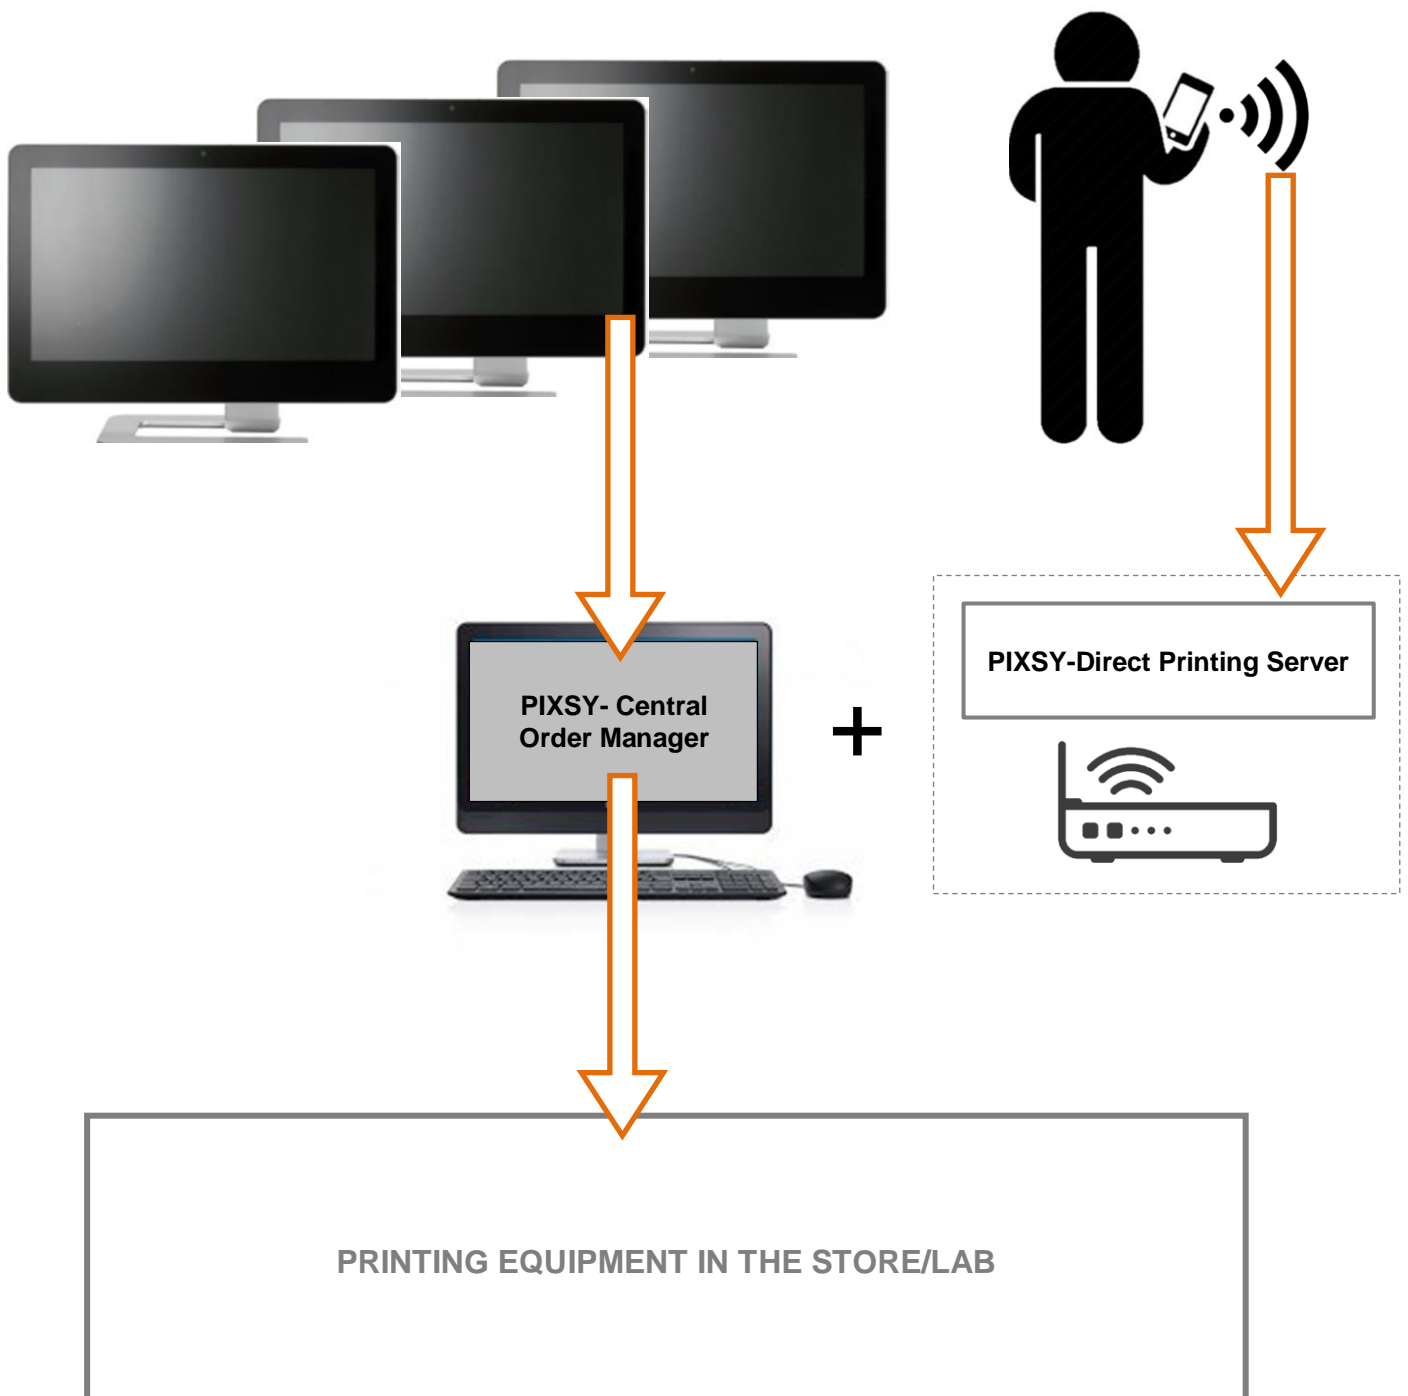 PIXSY- Central
Order Manager
PIXSY-Direct Printing Server
PRINTING EQUIPMENT IN THE STORE/LAB